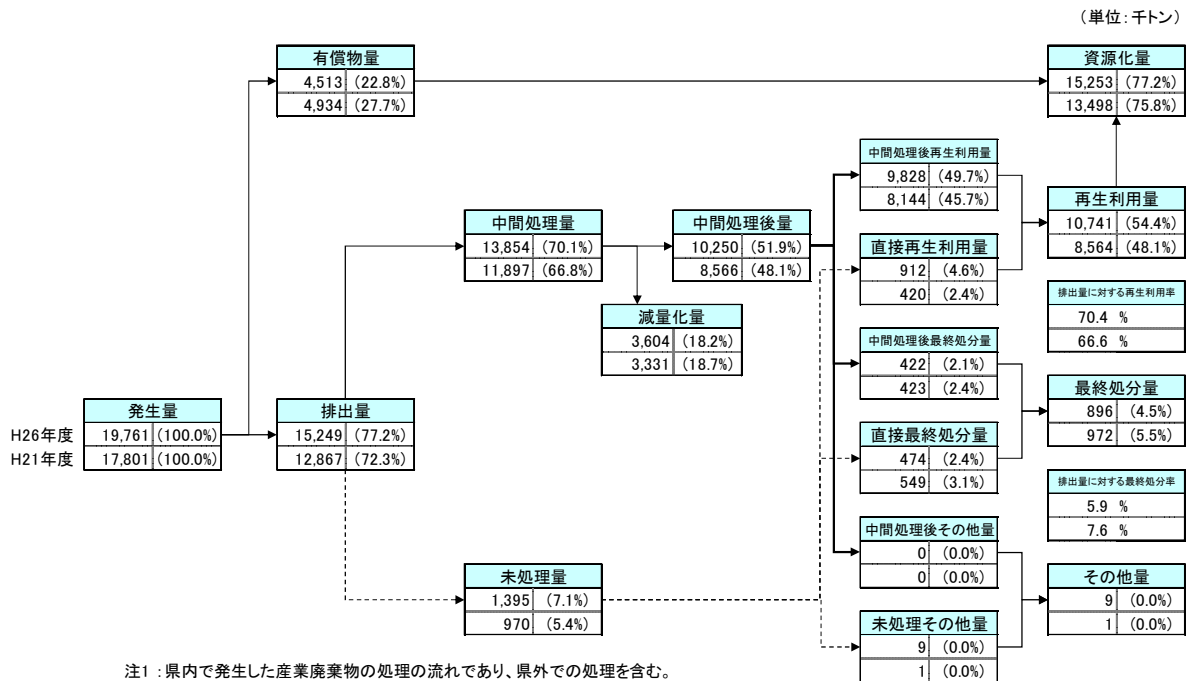 （単位：千トン）
有償物量
4,513 (22.8%)
4,934 (27.7%)
資源化量
15,253 (77.2%)
13,498 (75.8%)
中間処理後再生利用量
9,828 (49.7%)
8,144 (45.7%)
再生利用量
10,741 (54.4%)
8,564 (48.1%)
中間処理量
13,854 (70.1%)
11,897 (66.8%)
中間処理後量
10,250 (51.9%)
8,566 (48.1%)
直接再生利用量
912 (4.6%)
420 (2.4%)
排出量に対する再生利用率
70.4 %
66.6 %
減量化量
3,604 (18.2%)
3,331 (18.7%)
中間処理後最終処分量
422 (2.1%)
423 (2.4%)
最終処分量
896 (4.5%)
972 (5.5%)
発生量
H26年度 19,761 (100.0%)
H21年度 17,801 (100.0%)
排出量
15,249 (77.2%)
12,867 (72.3%)
直接最終処分量
474 (2.4%)
549 (3.1%)
排出量に対する最終処分率
5.9 %
7.6 %
中間処理後その他量
0 (0.0%)
0 (0.0%)
未処理量
1,395 (7.1%)
970 (5.4%)
その他量
9 (0.0%)
1 (0.0%)
未処理その他量
9 (0.0%)
1 (0.0%)
注1 ：県内で発生した産業廃棄物の処理の流れであり、県外での処理を含む。